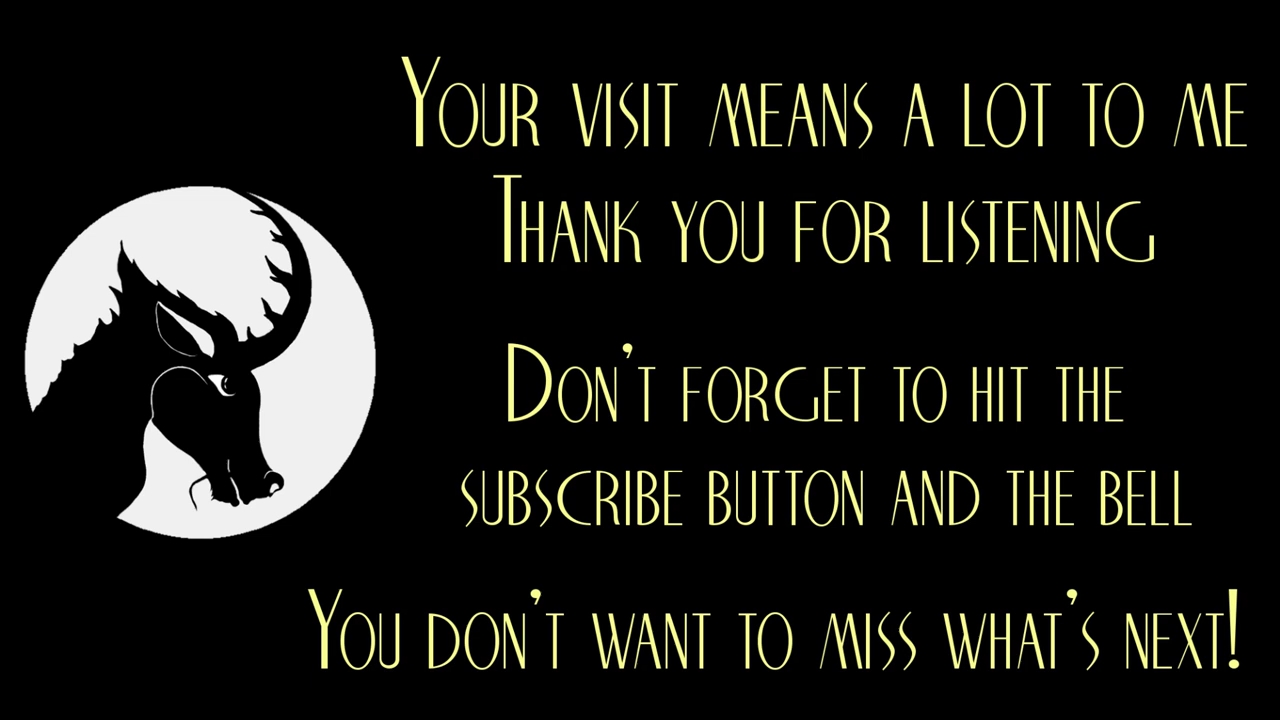 Your visit means a lot to me
Thank you for listening
Don't forget to hit the
subscribe button and the bell
You don't want to miss what's next!